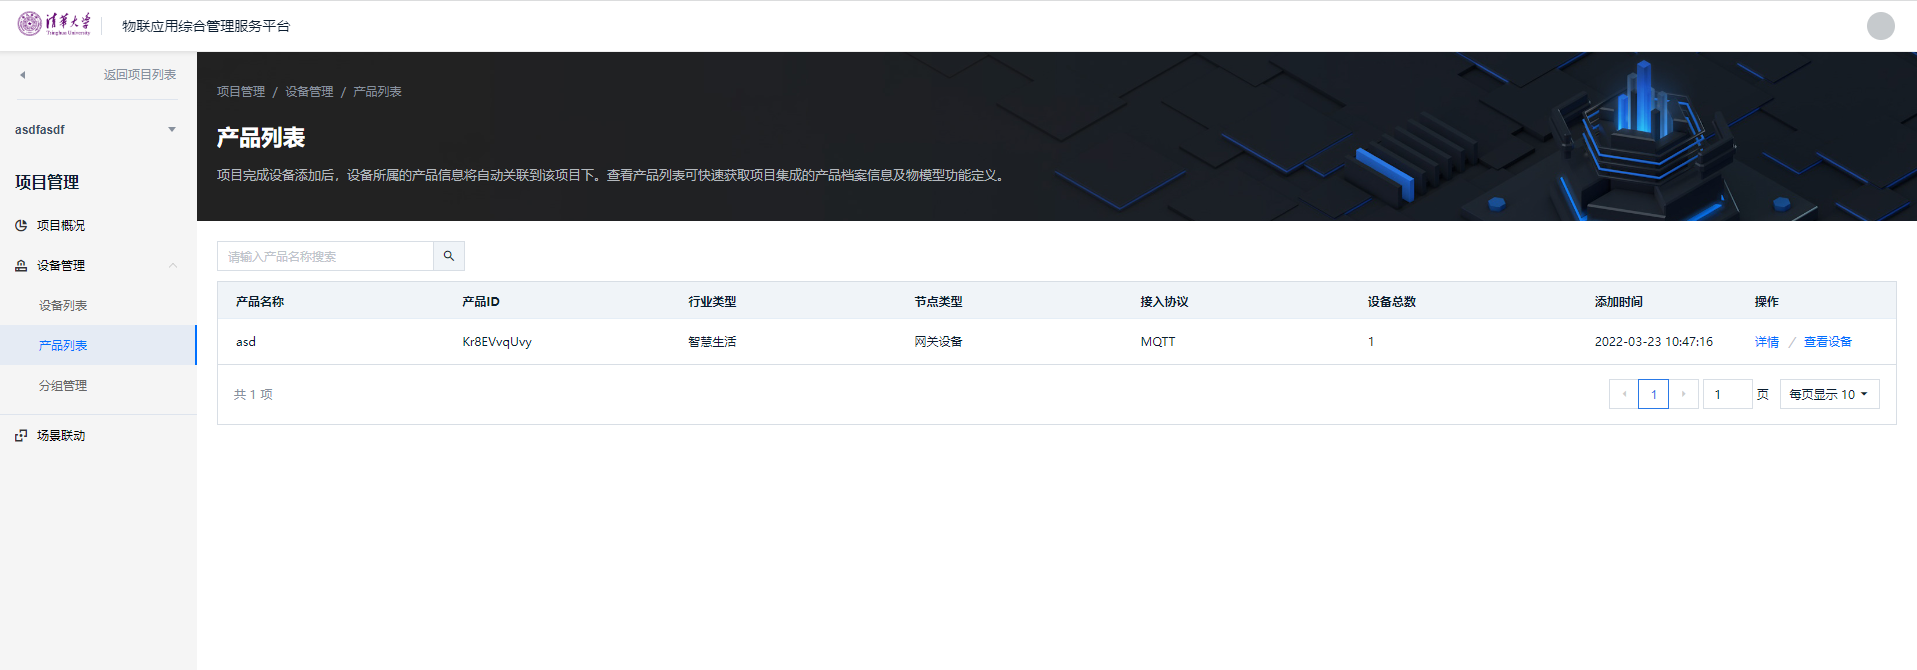 清华大学
Tsinghua University
物联应用综合管理服务平台
返回项目列表
asdfasdf
项目管理
项目概况
设备管理
设备列表
产品列表
分组管理
场景联动
项目管理 / 设备管理 / 产品列表
产品列表
项目完成设备添加后，设备所属的产品信息将自动关联到该项目下。查看产品列表可快速获取项目集成的产品档案信息及物模型功能定义。
请输入产品名称搜索
产品名称 产品ID 行业类型 节点类型 接入协议 设备总数 添加时间 操作
asd Kr8EVvqUvy 智慧生活 网关设备 MQTT 1 2022-03-23 10:47:16 详情 / 查看设备
共 1 项 1 1 页 每页显示 10